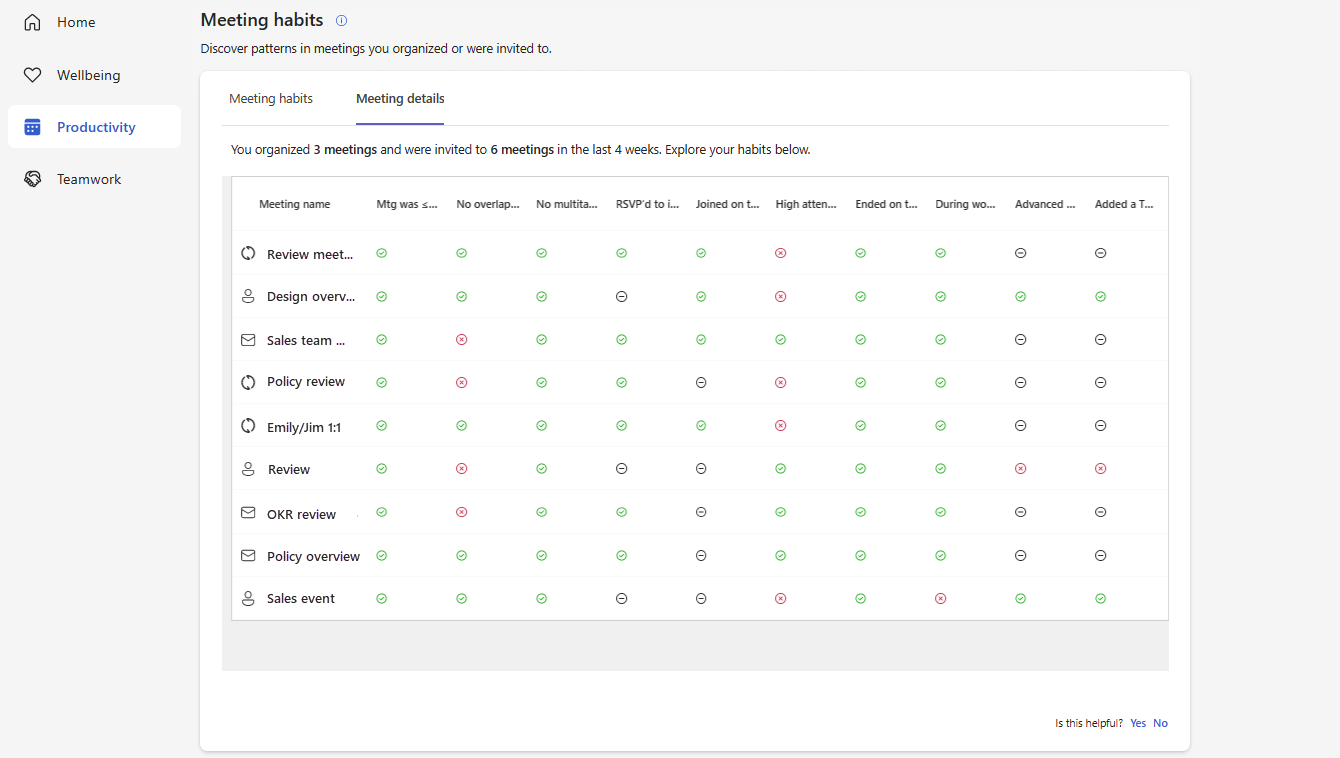 Home
Wellbeing
Productivity
Teamwork
Meeting habits
Discover patterns in meetings you organized or were invited to.
Meeting habits Meeting details
You organized 3 meetings and were invited to 6 meetings in the last 4 weeks. Explore your habits below.
Meeting name Mtg was ≤... No overlap... No multita... RSVP'd to i... Joined on t... High atten... Ended on t... During wo... Advanced ... Added a T...
Review meet...
Design overv...
Sales team ...
Policy review
Emily/Jim 1:1
Review
OKR review
Policy overview
Sales event
Is this helpful? Yes No